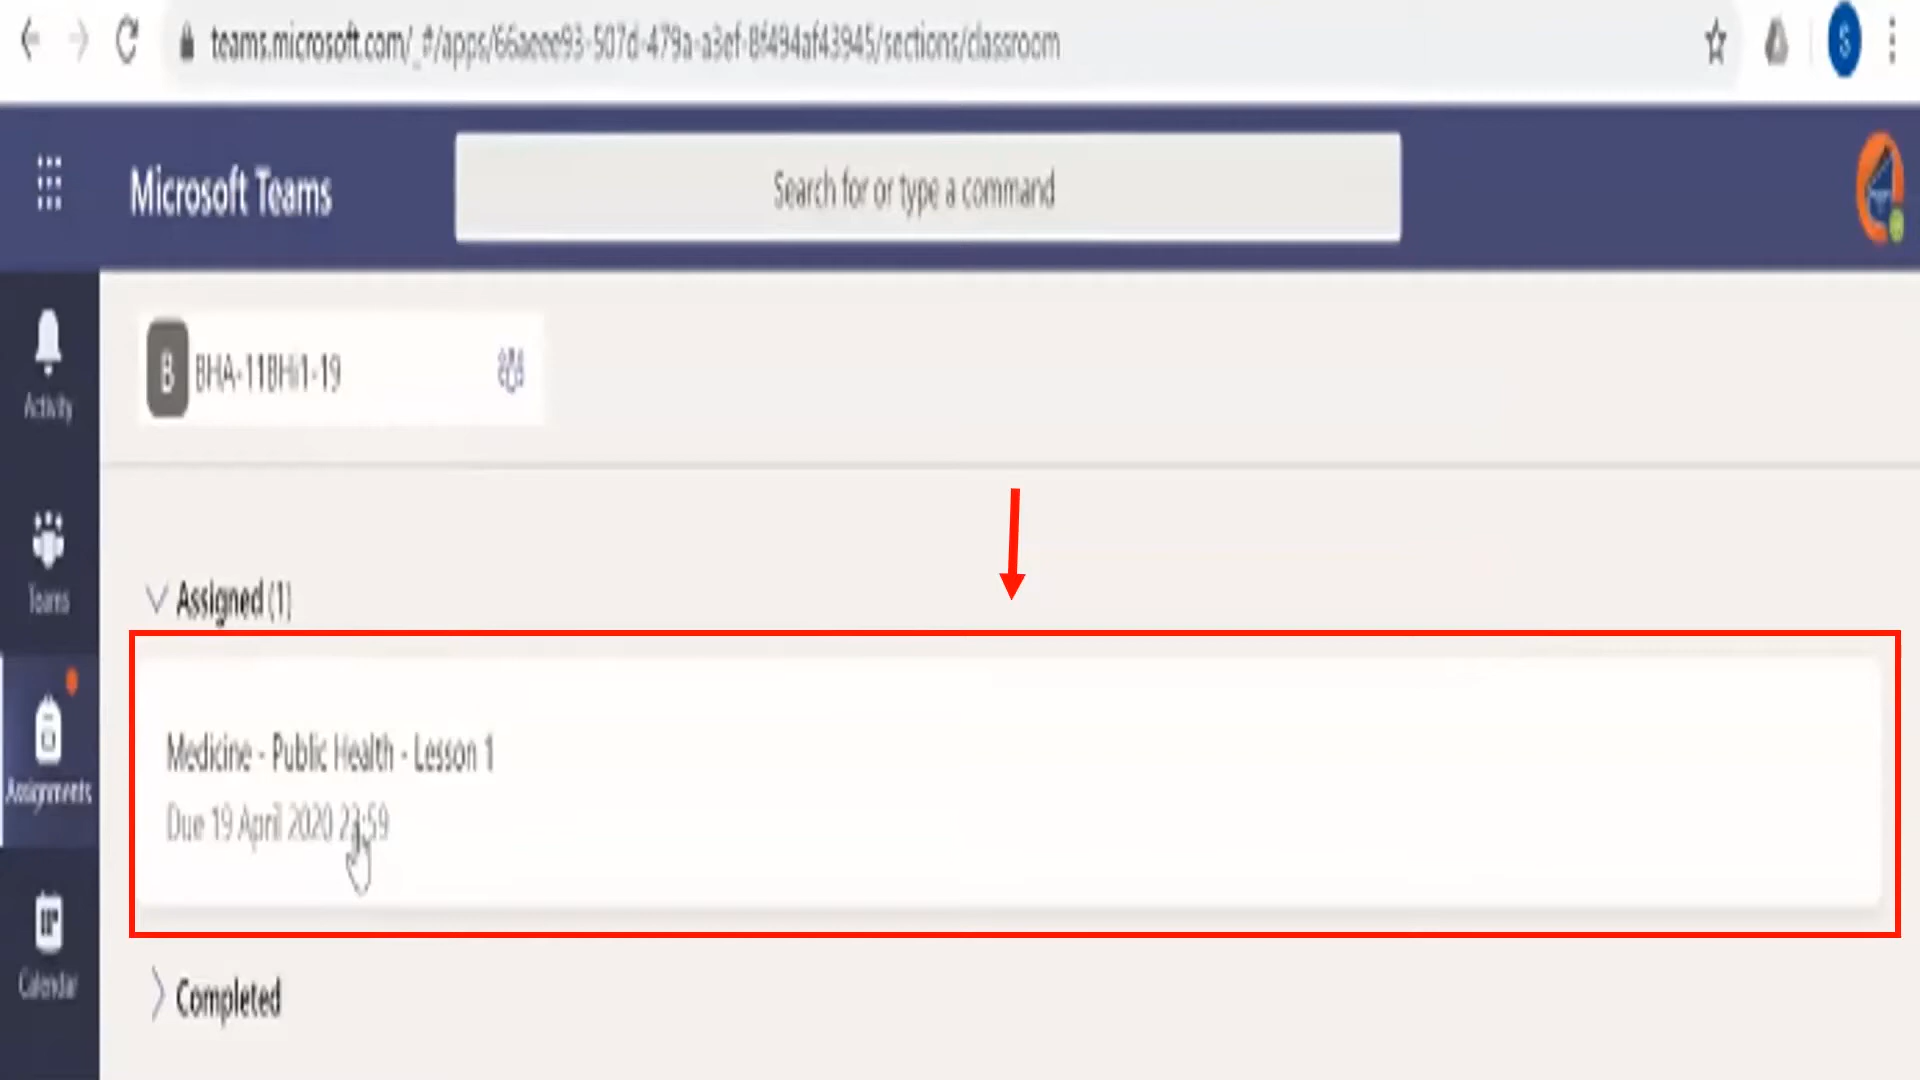 teams.microsoft.com/_#/apps/66aeee93-507d-479a-a3ef-8f494af43945/sections/classroom
S
Microsoft Teams
Search for or type a command
B BHA-11BHi1-19
Activity
Teams
Assigned (1)
Medicine - Public Health - Lesson 1
Assignments
Due 19 April 2020 23:59
Calendar
Completed